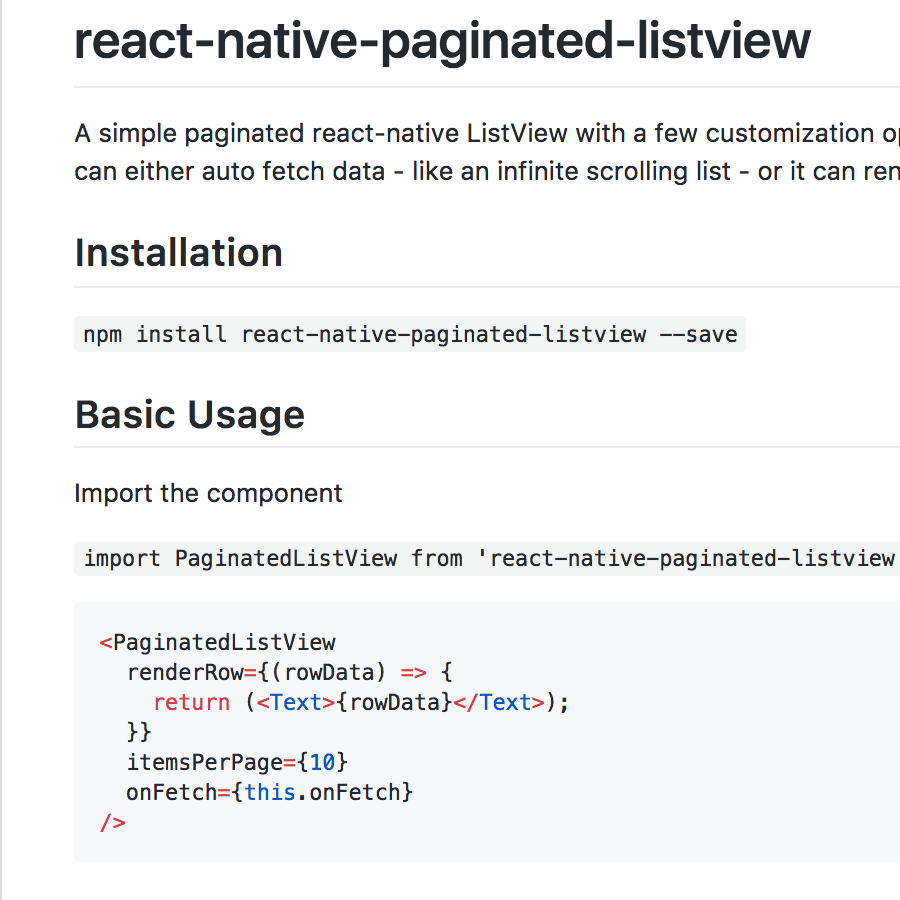 react-native-paginated-listview
A simple paginated react-native ListView with a few customization
can either auto fetch data - like an infinite scrolling list - or it can
Installation
npm install react-native-paginated-listview --save
Basic Usage
Import the component
import PaginatedListView from 'react-native-paginated-listview
<PaginatedListView
  renderRow={(rowData) => {
    return (<Text>{rowData}</Text>);
  }}
  itemsPerPage={10}
  onFetch={this.onFetch}
/>